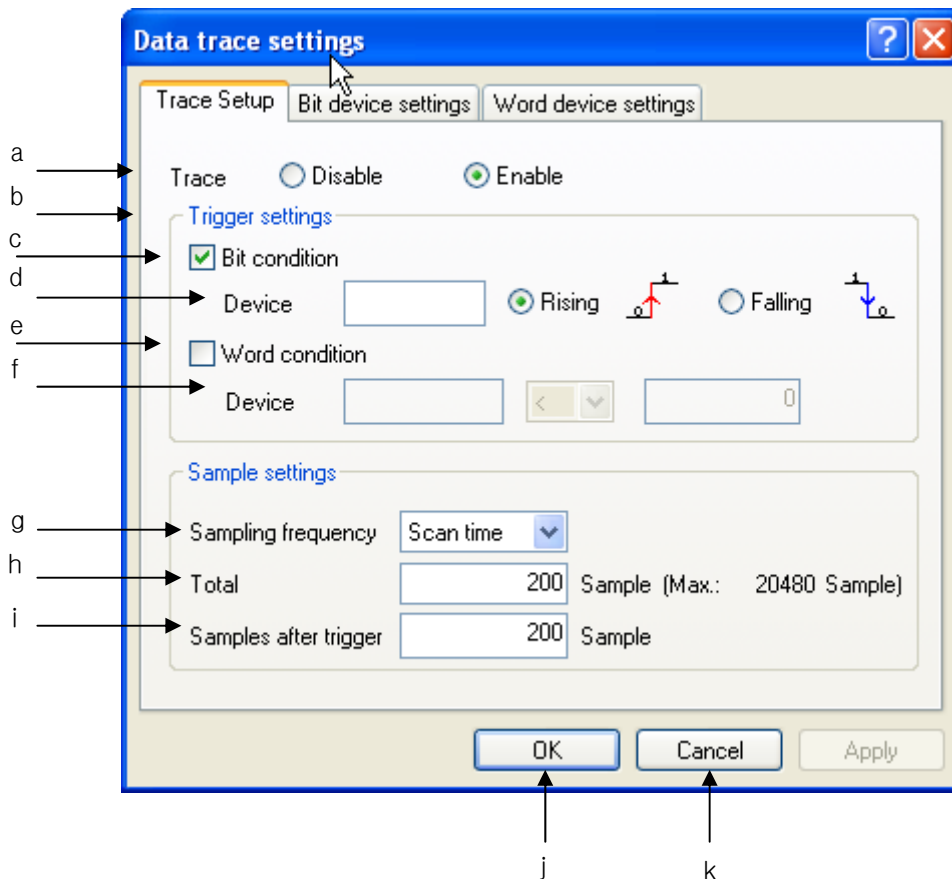 Data trace settings
Trace Setup Bit device settings Word device settings
a
Trace Disable Enable
b
Trigger settings
c
Bit condition
d
Device Rising 0 1 Falling 1 0
e
Word condition
f
Device < 0
Sample settings
g
Sampling frequency Scan time
h
Total 200 Sample (Max.: 20480 Sample)
i
Samples after trigger 200 Sample
OK Cancel Apply
j k